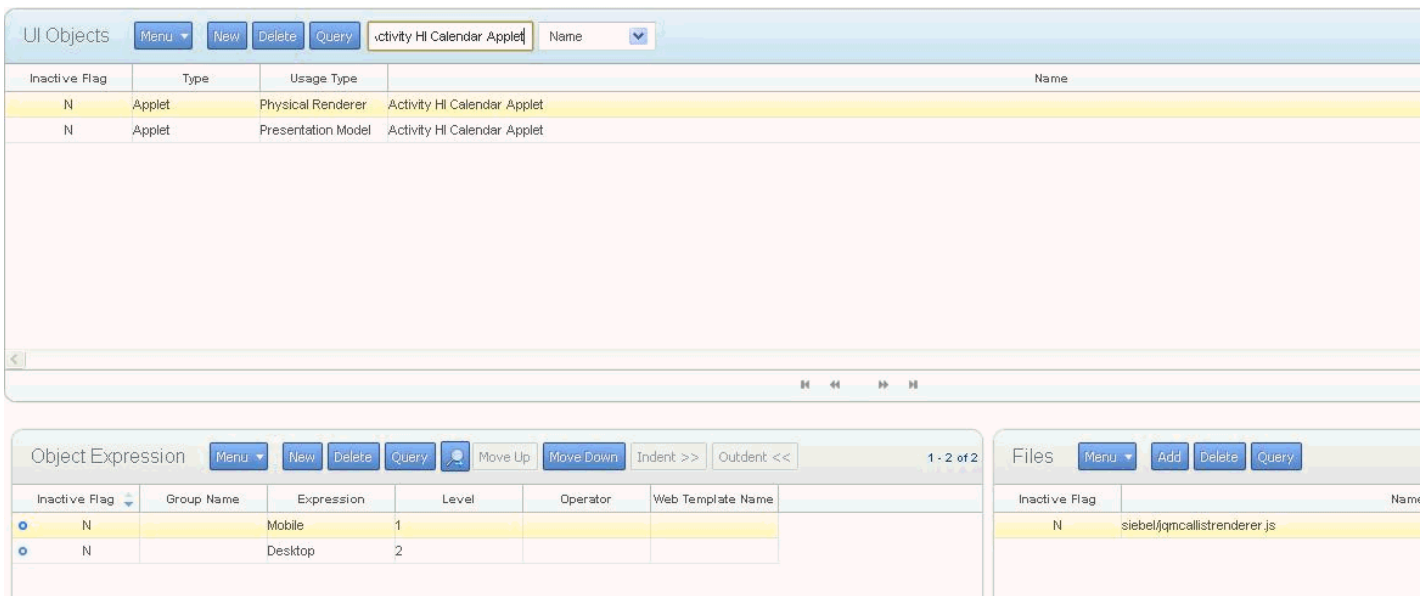 UI Objects Menu New Delete Query ctivity HI Calendar Applet Name
Inactive Flag Type Usage Type Name
N Applet Physical Renderer Activity HI Calendar Applet
N Applet Presentation Model Activity HI Calendar Applet
Object Expression Menu New Delete Query Move Up Move Down Indent >> Outdent << 1 - 2 of 2
Inactive Flag Group Name Expression Level Operator Web Template Name
N Mobile 1
N Desktop 2
Files Menu Add Delete Query
Inactive Flag Name
N siebel/jqmcallistrenderer.js